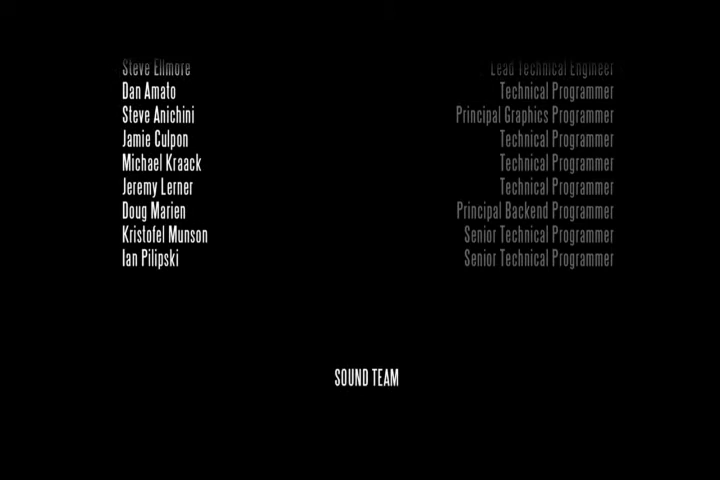 Steve Ellmore Lead Technical Engineer
Dan Amato Technical Programmer
Steve Anichini Principal Graphics Programmer
Jamie Culpon Technical Programmer
Michael Kraack Technical Programmer
Jeremy Lerner Technical Programmer
Doug Marien Principal Backend Programmer
Kristofel Munson Senior Technical Programmer
Ian Pilipski Senior Technical Programmer
SOUND TEAM